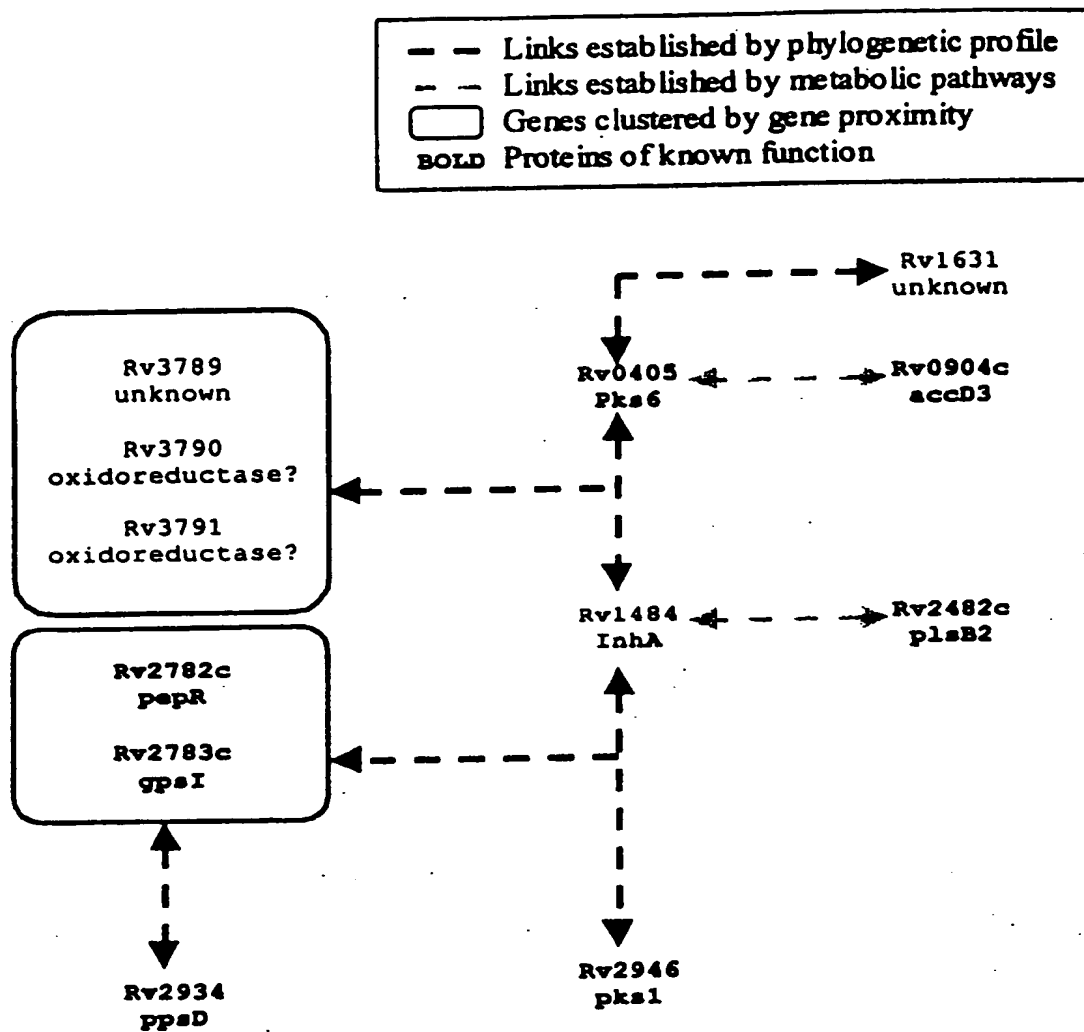 Links established by phylogenetic profile
Links established by metabolic pathways
Genes clustered by gene proximity
BOLD Proteins of known function
Rv1631
unknown
Rv3789
unknown
Rv3790
oxidoreductase?
Rv3791
oxidoreductase?
Rv0405
Pks6
Rv0904c
accD3
Rv1484
InhA
Rv2482c
plsB2
Rv2782c
pepR
Rv2783c
gpsI
Rv2934
ppsD
Rv2946
pks1